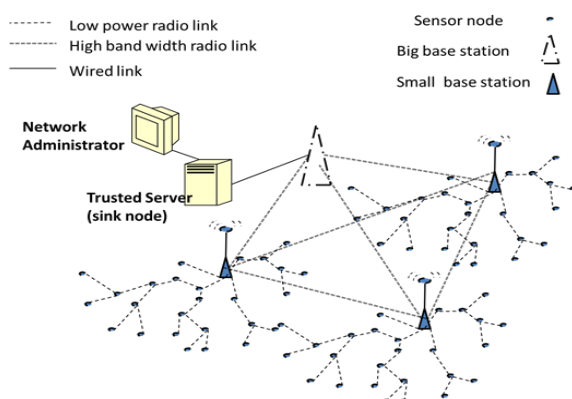 Low power radio link
High band width radio link
Wired link
Sensor node
Big base station
Small base station
Network
Administrator
Trusted Server
(sink node)